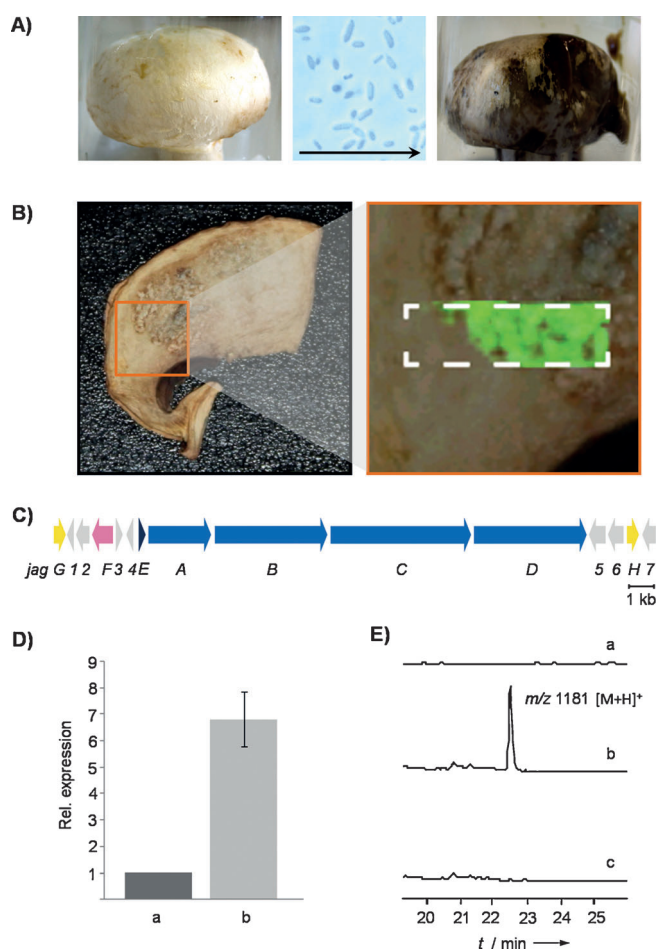 A)
B)
C)
jag G 1 2 F 3 4 E A B C D 5 6 H 7
1 kb
D)
9
8
7
6
5
4
3
2
1
Rel. expression
a b
E)
a
m/z 1181 [M+H]+
b
c
20 21 22 23 24 25
t / min